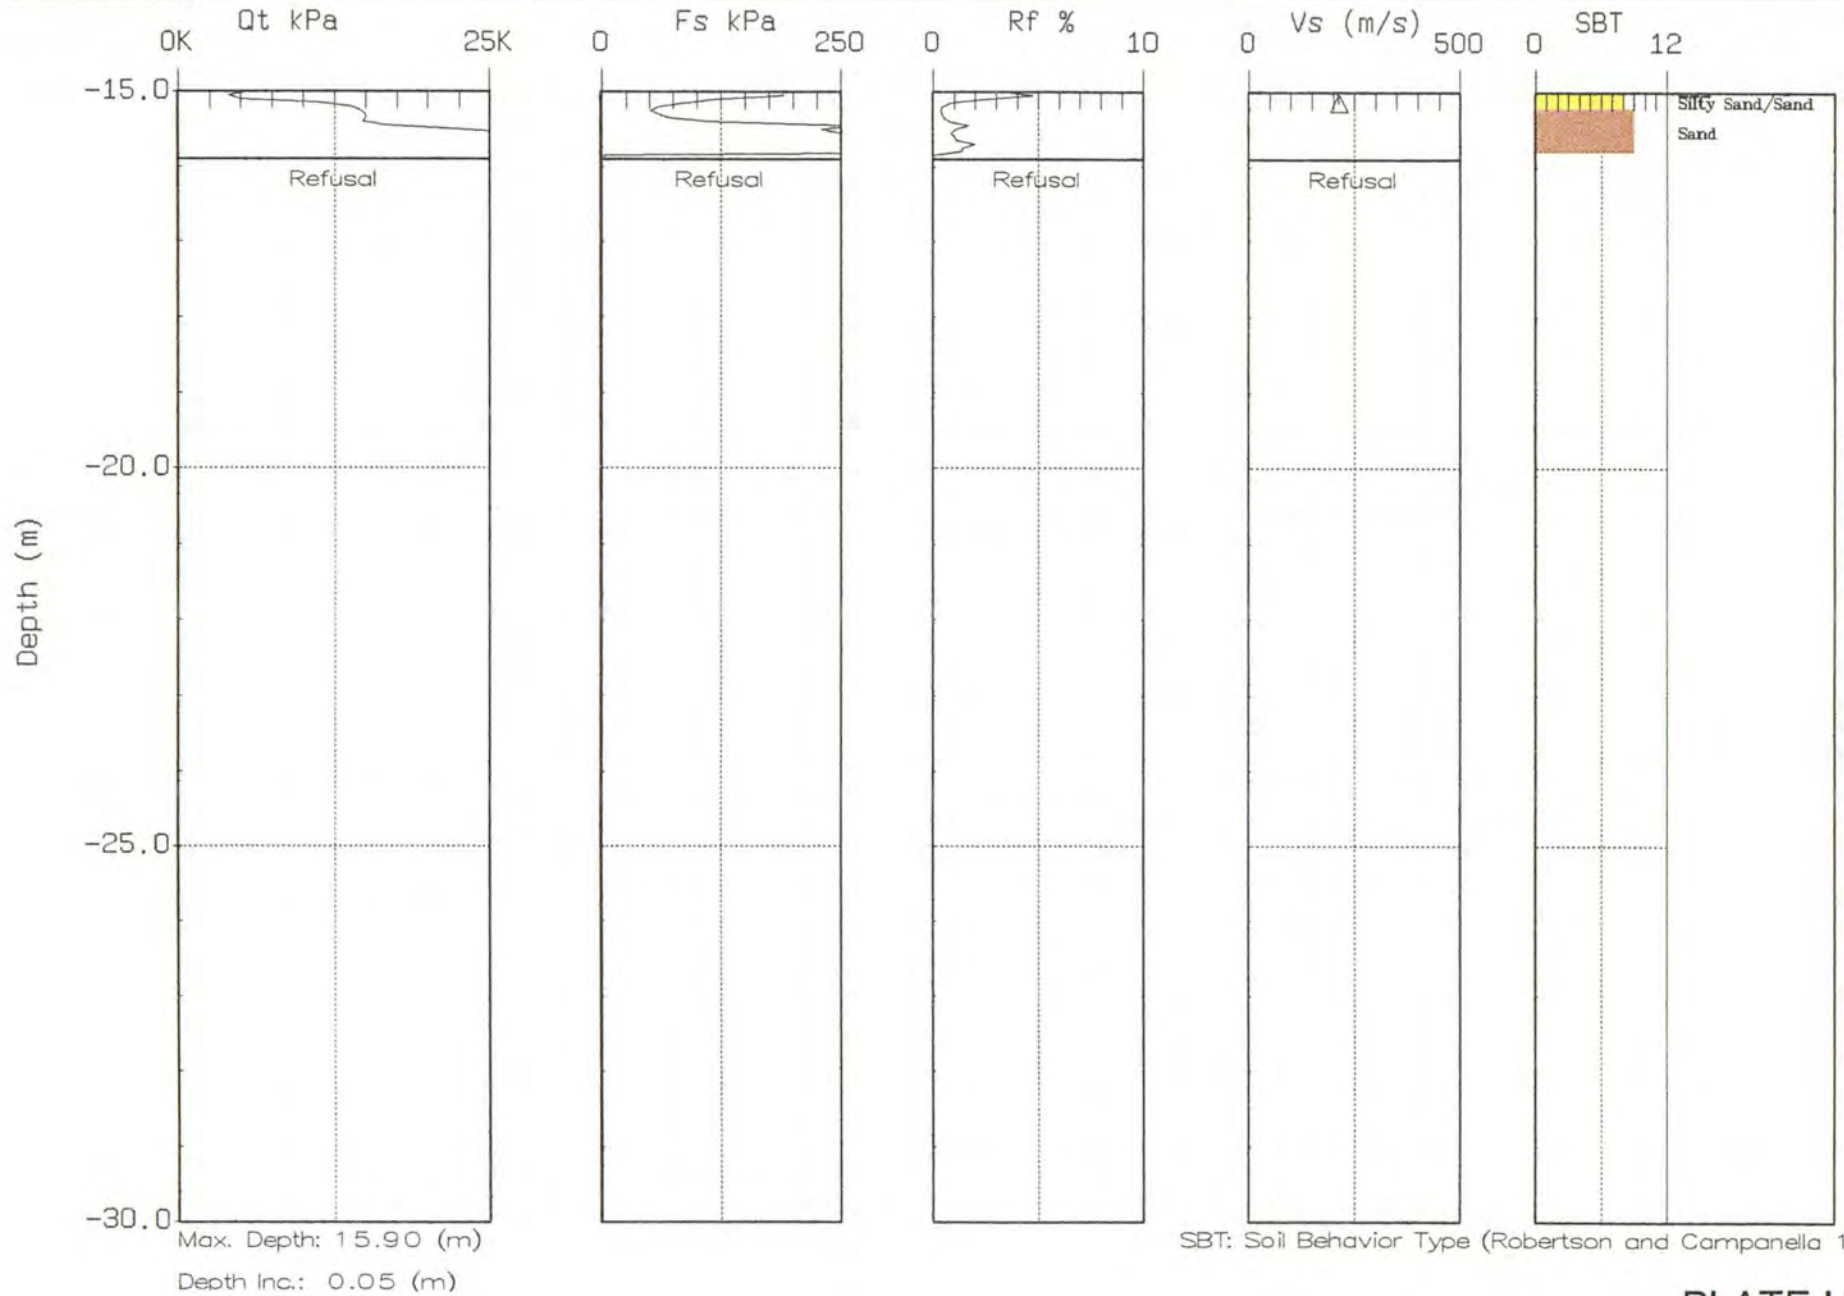 Qt kPa
0K 25K
Fs kPa
0 250
Rf %
0 10
Vs (m/s)
0 500
SBT
0 12
-15.0
-20.0
-25.0
-30.0
Depth (m)
Refusal
Refusal
Refusal
Refusal
Silty Sand/Sand
Sand
Max. Depth: 15.90 (m)
Depth Inc.: 0.05 (m)
SBT: Soil Behavior Type (Robertson and Campanella 1
PLATE